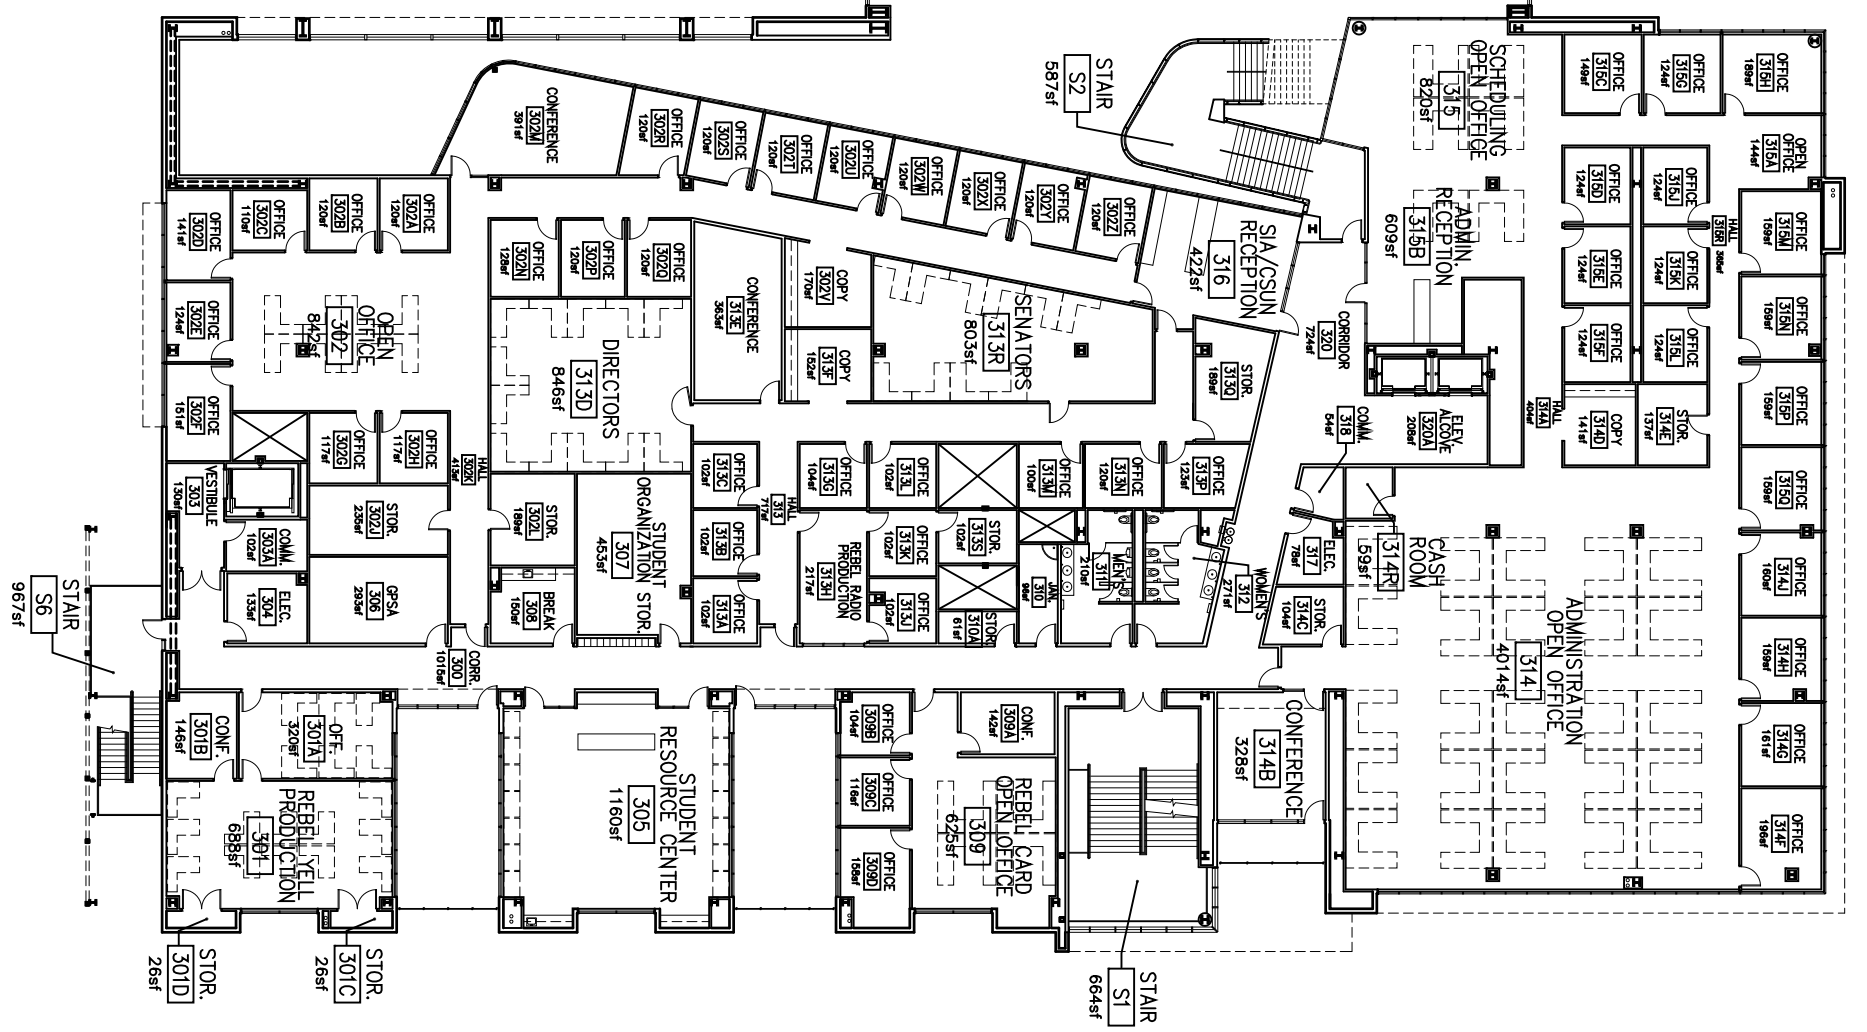 STAIR
S2
587sf
SCHEDULING
OPEN OFFICE
315
820sf
OFFICE
315C
149sf
OFFICE
315G
124sf
OFFICE
315H
189sf
OPEN
OFFICE
315A
144sf
CONFERENCE
302M
391sf
OFFICE
302R
120sf
OFFICE
302S
120sf
OFFICE
302T
120sf
OFFICE
302U
120sf
OFFICE
302W
120sf
OFFICE
302X
120sf
OFFICE
302Y
120sf
OFFICE
302Z
120sf
SIA/CSUN
RECEPTION
316
422sf
ADMIN.
RECEPTION
315B
609sf
OFFICE
315D
124sf
OFFICE
315J
124sf
HALL
315R
365sf
OFFICE
315M
159sf
OFFICE
315E
124sf
OFFICE
315K
124sf
OFFICE
315N
159sf
OFFICE
315F
124sf
OFFICE
315L
124sf
OFFICE
315P
159sf
OFFICE
302D
141sf
OFFICE
302C
110sf
OFFICE
302B
120sf
OFFICE
302A
120sf
OFFICE
302N
128sf
OFFICE
302P
120sf
OFFICE
302Q
120sf
CONFERENCE
313E
363sf
COPY
302V
170sf
SENATORS
313R
803sf
OFFICE
302E
124sf
OPEN
OFFICE
302
842sf
DIRECTORS
313D
846sf
COPY
313F
152sf
STOR.
313Q
189sf
CORRIDOR
320
724sf
COMM.
318
54sf
ELEV
ALCOVE
320A
208sf
HALL
314A
404sf
COPY
314D
141sf
STOR.
314E
137sf
OFFICE
302F
151sf
OFFICE
302G
117sf
OFFICE
302H
117sf
HALL
302K
413sf
VESTIBULE
303
130sf
COMM.
303A
102sf
STOR.
302J
235sf
STOR.
302L
189sf
STUDENT
ORGANIZATION STOR.
307
453sf
OFFICE
313C
102sf
HALL
313
717sf
OFFICE
313G
104sf
OFFICE
313L
102sf
OFFICE
313M
100sf
OFFICE
313N
120sf
OFFICE
313P
123sf
OFFICE
315Q
159sf
OFFICE
313B
102sf
REBEL RADIO
PRODUCTION
313H
217sf
OFFICE
313K
102sf
STOR.
313S
102sf
MEN'S
311
210sf
WOMEN'S
312
271sf
ELEC.
317
78sf
CASH
ROOM
314R
59sf
OFFICE
314J
160sf
ELEC.
304
133sf
GPSA
306
293sf
BREAK
308
150sf
OFFICE
313A
102sf
OFFICE
313J
102sf
STOR.
310A
61sf
JAN.
310
98sf
STOR.
314C
104sf
OFFICE
314H
159sf
STAIR
S6
967sf
CORR.
300
1015sf
ADMINISTRATION
OPEN OFFICE
314
4014sf
CONF.
301B
146sf
OFF.
301A
320sf
STUDENT
RESOURCE CENTER
305
1160sf
OFFICE
309B
104sf
CONF.
309A
142sf
CONFERENCE
314B
328sf
OFFICE
314G
161sf
REBEL YELL
PRODUCTION
301
688sf
OFFICE
309C
116sf
REBEL CARD
OPEN OFFICE
309
625sf
OFFICE
309D
158sf
OFFICE
314F
196sf
STOR.
301D
26sf
STOR.
301C
26sf
STAIR
S1
664sf